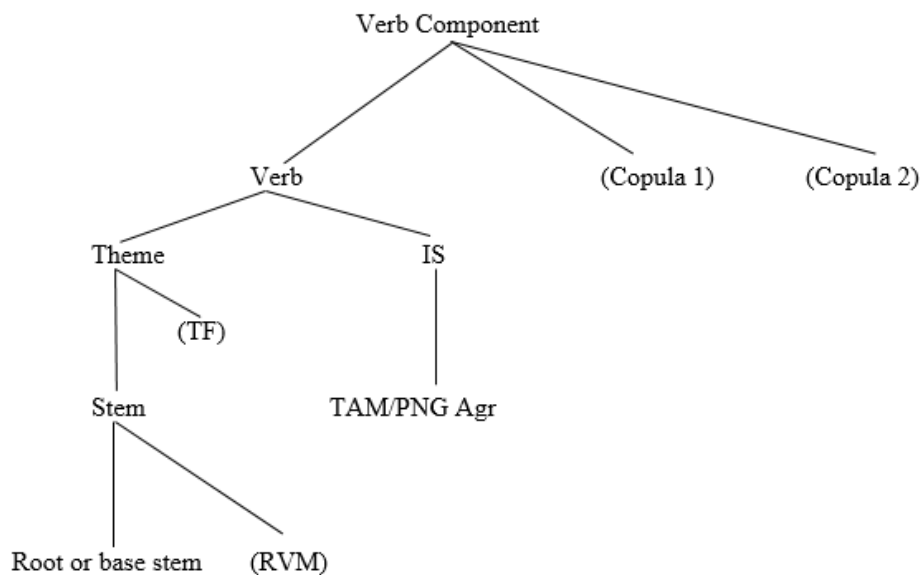 Verb Component
Verb (Copula 1) (Copula 2)
Theme IS
(TF)
Stem TAM/PNG Agr
Root or base stem (RVM)